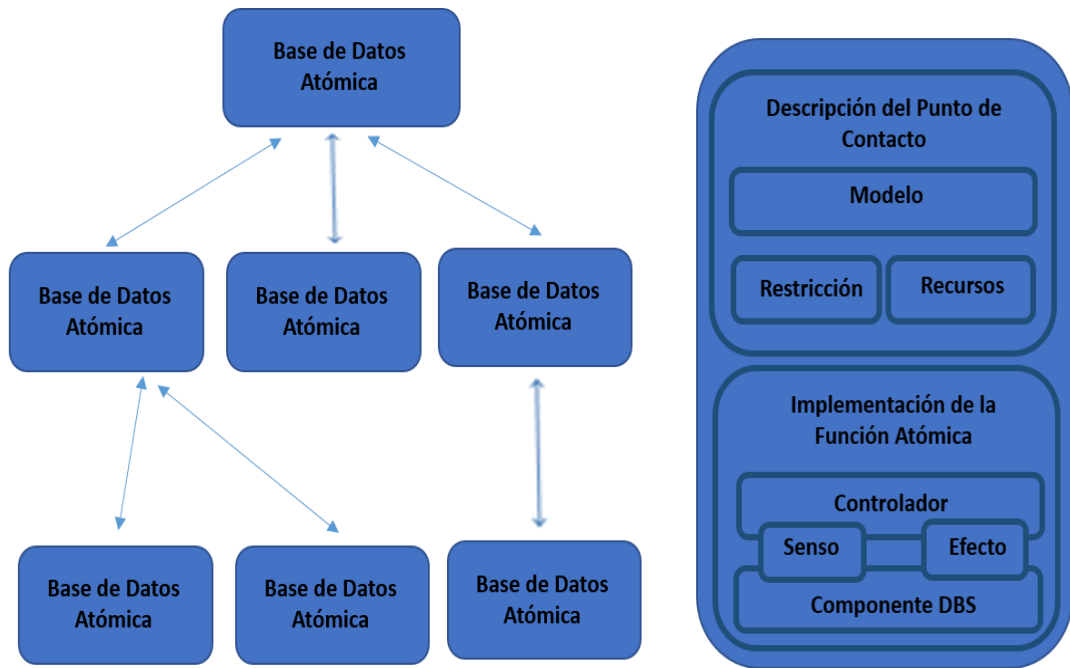 Base de Datos
Atómica
Base de Datos
Atómica
Base de Datos
Atómica
Base de Datos
Atómica
Base de Datos
Atómica
Base de Datos
Atómica
Base de Datos
Atómica
Descripción del Punto de
Contacto
Modelo
Restricción
Recursos
Implementación de la
Función Atómica
Controlador
Senso
Efecto
Componente DBS